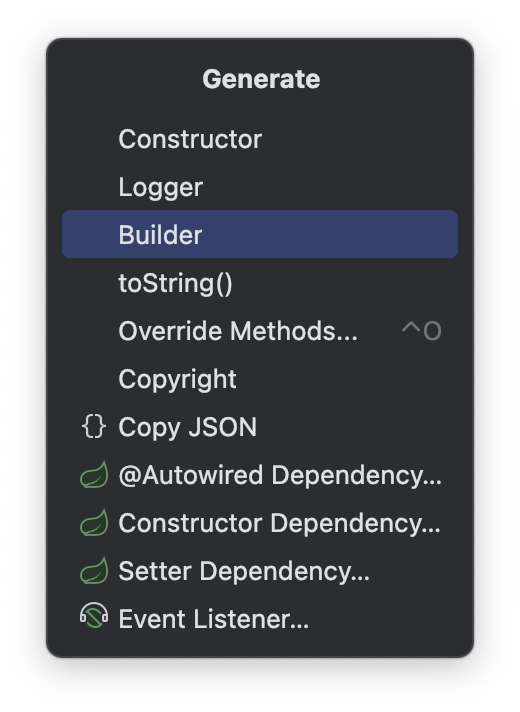 Generate
Constructor
Logger
Builder
toString()
Override Methods... ^O
Copyright
{} Copy JSON
@Autowired Dependency...
Constructor Dependency...
Setter Dependency...
Event Listener...